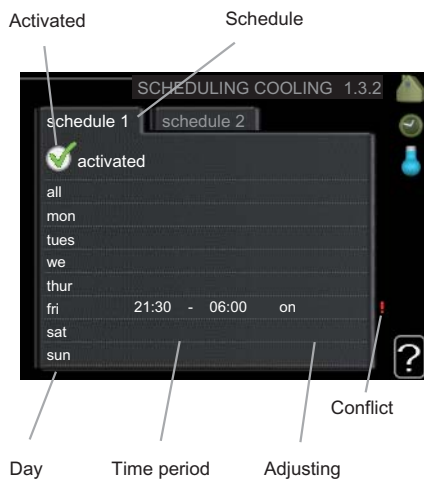 Activated
Schedule
SCHEDULING COOLING 1.3.2
schedule 1 schedule 2
activated
all
mon
tues
we
thur
fri 21:30 - 06:00 on !
sat
sun
?
Conflict
Day Time period Adjusting